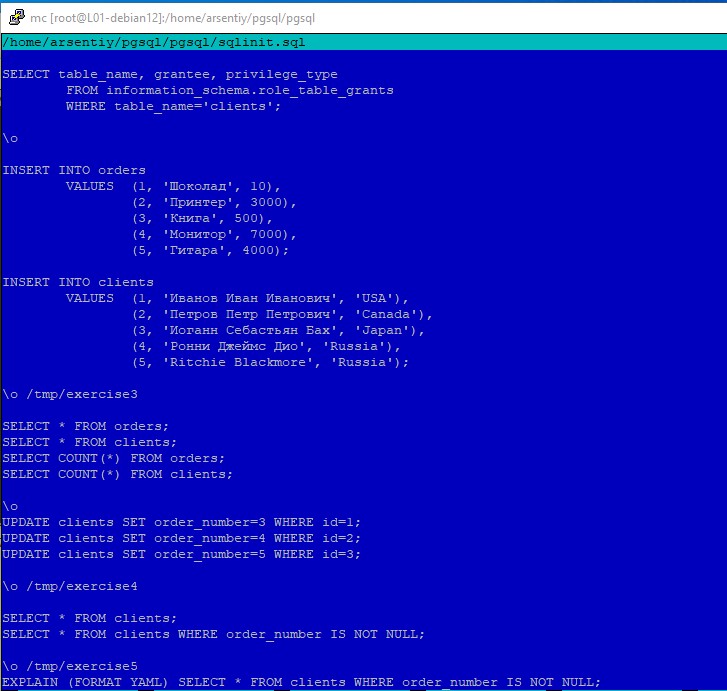 mc [root@L01-debian12]:/home/arsentiy/pgsql/pgsql
/home/arsentiy/pgsql/pgsql/sqlinit.sql
SELECT table_name, grantee, privilege_type
FROM information_schema.role_table_grants
WHERE table_name='clients';
\o
INSERT INTO orders
VALUES (1, 'Шоколад', 10),
(2, 'Принтер', 3000),
(3, 'Книга', 500),
(4, 'Монитор', 7000),
(5, 'Гитара', 4000);
INSERT INTO clients
VALUES (1, 'Иванов Иван Иванович', 'USA'),
(2, 'Петров Петр Петрович', 'Canada'),
(3, 'Иоганн Себастьян Бах', 'Japan'),
(4, 'Ронни Джеймс Дио', 'Russia'),
(5, 'Ritchie Blackmore', 'Russia');
\o /tmp/exercise3
SELECT * FROM orders;
SELECT * FROM clients;
SELECT COUNT(*) FROM orders;
SELECT COUNT(*) FROM clients;
\o
UPDATE clients SET order_number=3 WHERE id=1;
UPDATE clients SET order_number=4 WHERE id=2;
UPDATE clients SET order_number=5 WHERE id=3;
\o /tmp/exercise4
SELECT * FROM clients;
SELECT * FROM clients WHERE order_number IS NOT NULL;
\o /tmp/exercise5
EXPLAIN (FORMAT YAML) SELECT * FROM clients WHERE order_number IS NOT NULL;